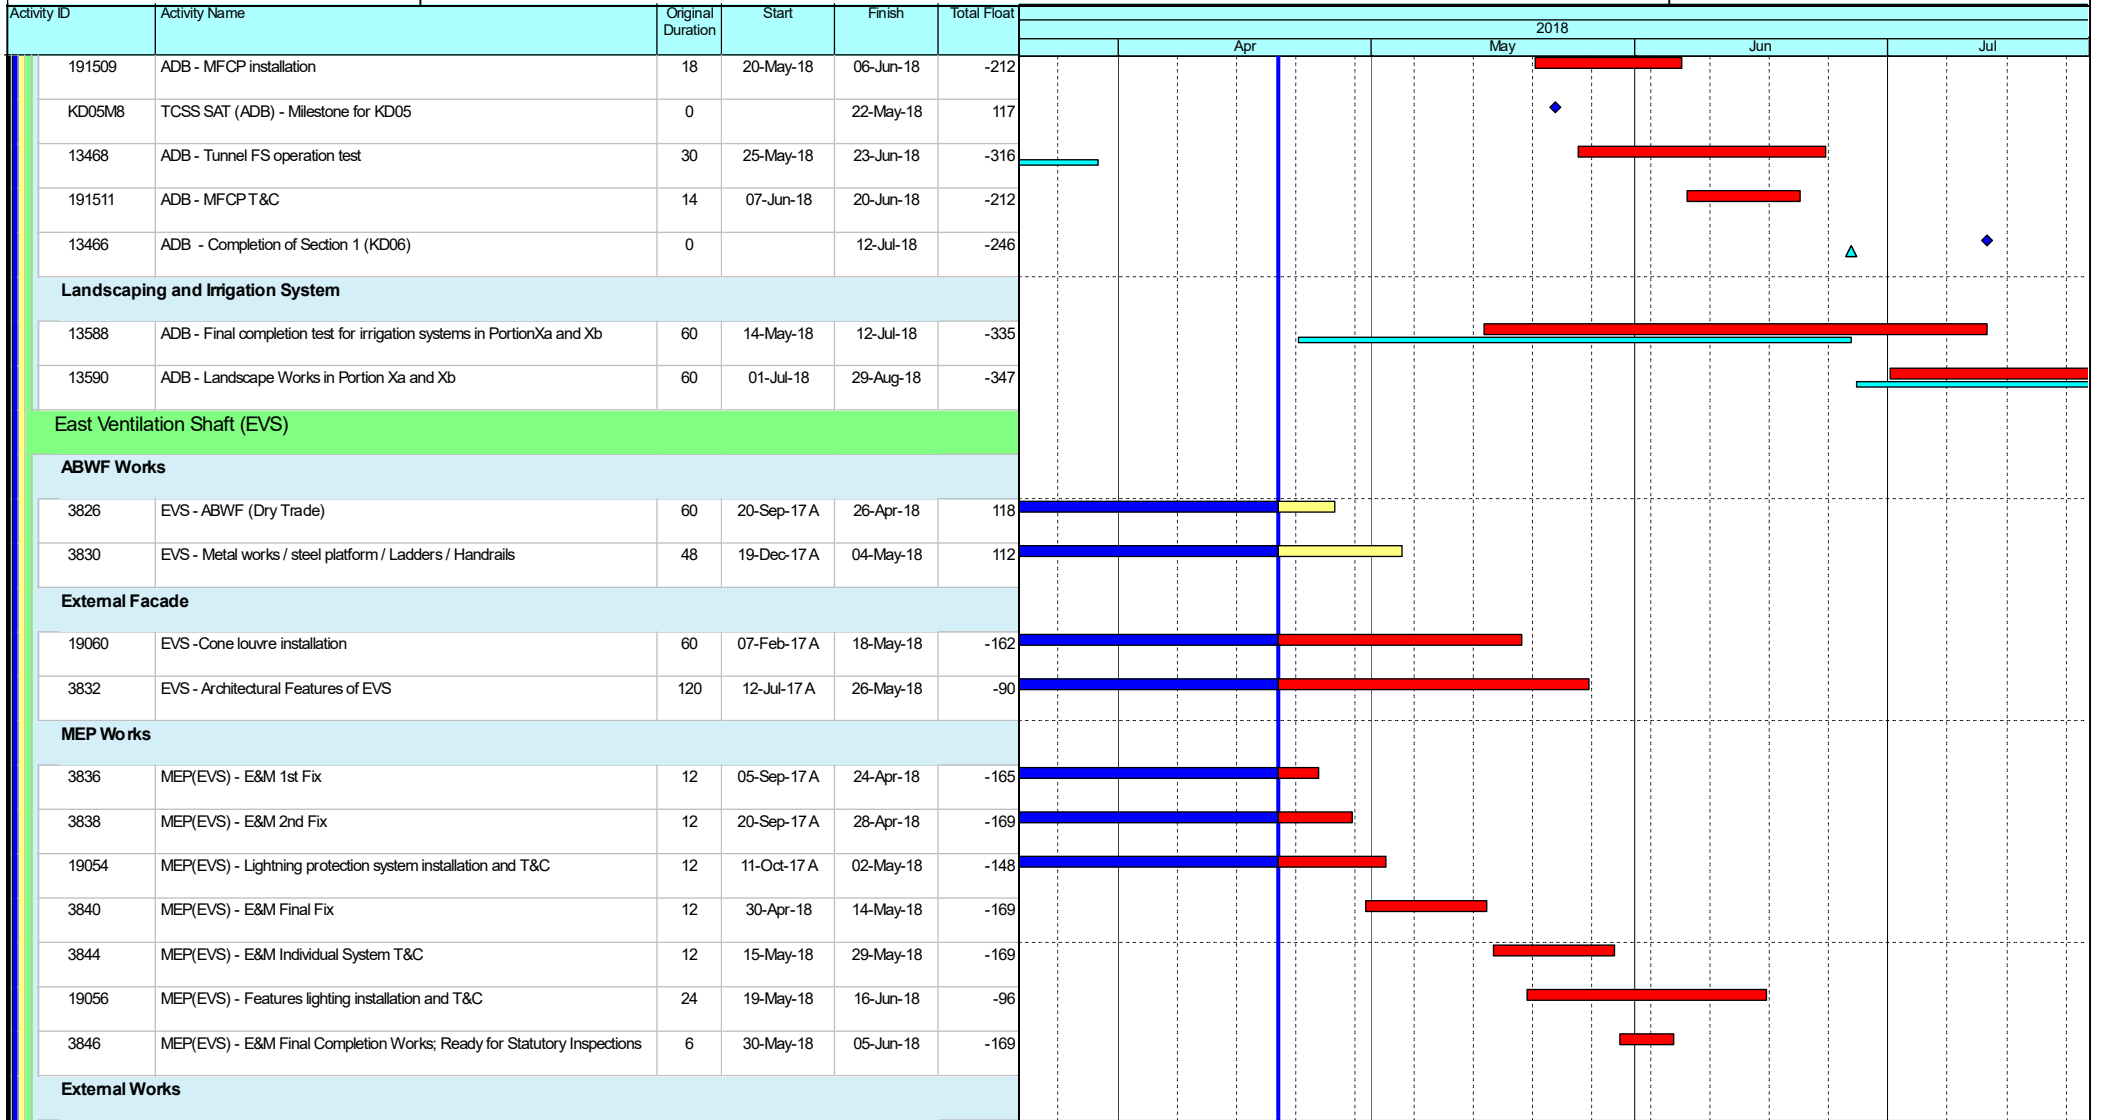 Activity ID Activity Name Original Duration Start Finish Total Float
2018
Apr May Jun Jul
191509 ADB - MFCP installation 18 20-May-18 06-Jun-18 -212
KD05M8 TCSS SAT (ADB) - Milestone for KD05 0 22-May-18 117
13468 ADB - Tunnel FS operation test 30 25-May-18 23-Jun-18 -316
191511 ADB - MFCP T&C 14 07-Jun-18 20-Jun-18 -212
13466 ADB - Completion of Section 1 (KD06) 0 12-Jul-18 -246
Landscaping and Irrigation System
13588 ADB - Final completion test for irrigation systems in PortionXa and Xb 60 14-May-18 12-Jul-18 -335
13590 ADB - Landscape Works in Portion Xa and Xb 60 01-Jul-18 29-Aug-18 -347
East Ventilation Shaft (EVS)
ABWF Works
3826 EVS - ABWF (Dry Trade) 60 20-Sep-17 A 26-Apr-18 118
3830 EVS - Metal works / steel platform / Ladders / Handrails 48 19-Dec-17 A 04-May-18 112
External Facade
19060 EVS -Cone louvre installation 60 07-Feb-17 A 18-May-18 -162
3832 EVS - Architectural Features of EVS 120 12-Jul-17 A 26-May-18 -90
MEP Works
3836 MEP(EVS) - E&M 1st Fix 12 05-Sep-17 A 24-Apr-18 -165
3838 MEP(EVS) - E&M 2nd Fix 12 20-Sep-17 A 28-Apr-18 -169
19054 MEP(EVS) - Lightning protection system installation and T&C 12 11-Oct-17 A 02-May-18 -148
3840 MEP(EVS) - E&M Final Fix 12 30-Apr-18 14-May-18 -169
3844 MEP(EVS) - E&M Individual System T&C 12 15-May-18 29-May-18 -169
19056 MEP(EVS) - Features lighting installation and T&C 24 19-May-18 16-Jun-18 -96
3846 MEP(EVS) - E&M Final Completion Works; Ready for Statutory Inspections 6 30-May-18 05-Jun-18 -169
External Works